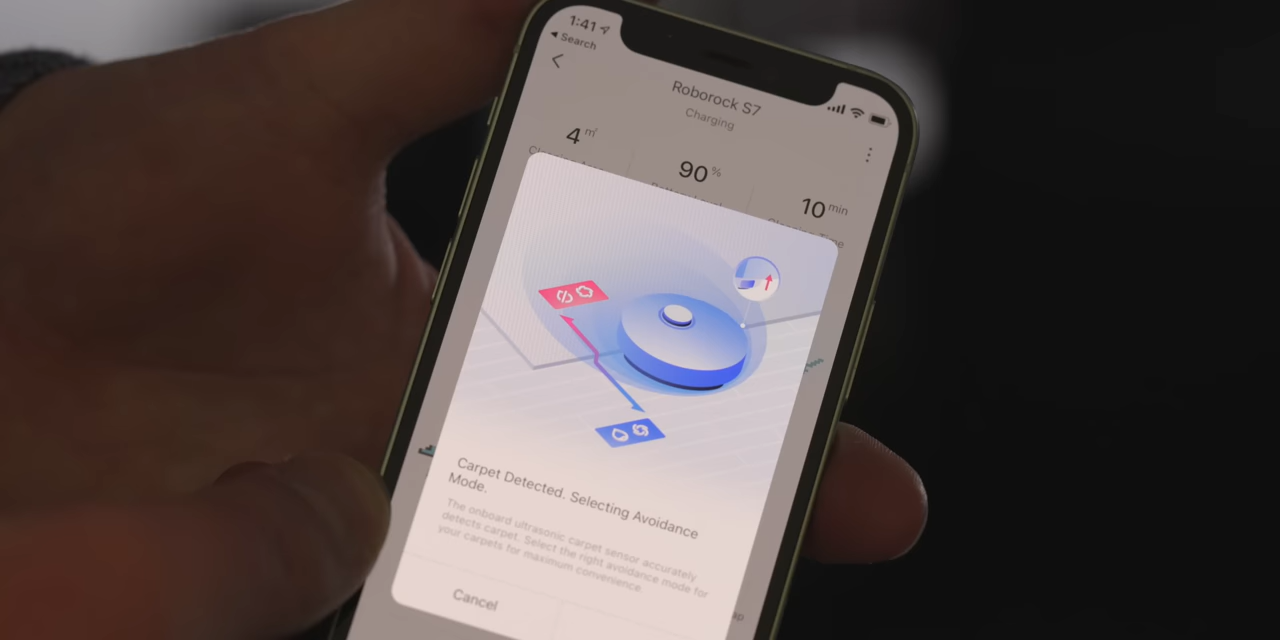 1:41
◀ Search
Roborock S7
Charging
4 m²
90 %
10 min
Carpet Detected. Selecting Avoidance
Mode.
The onboard ultrasonic carpet sensor accurately
detects carpet. Select the right avoidance mode for
your carpets for maximum convenience.
Cancel